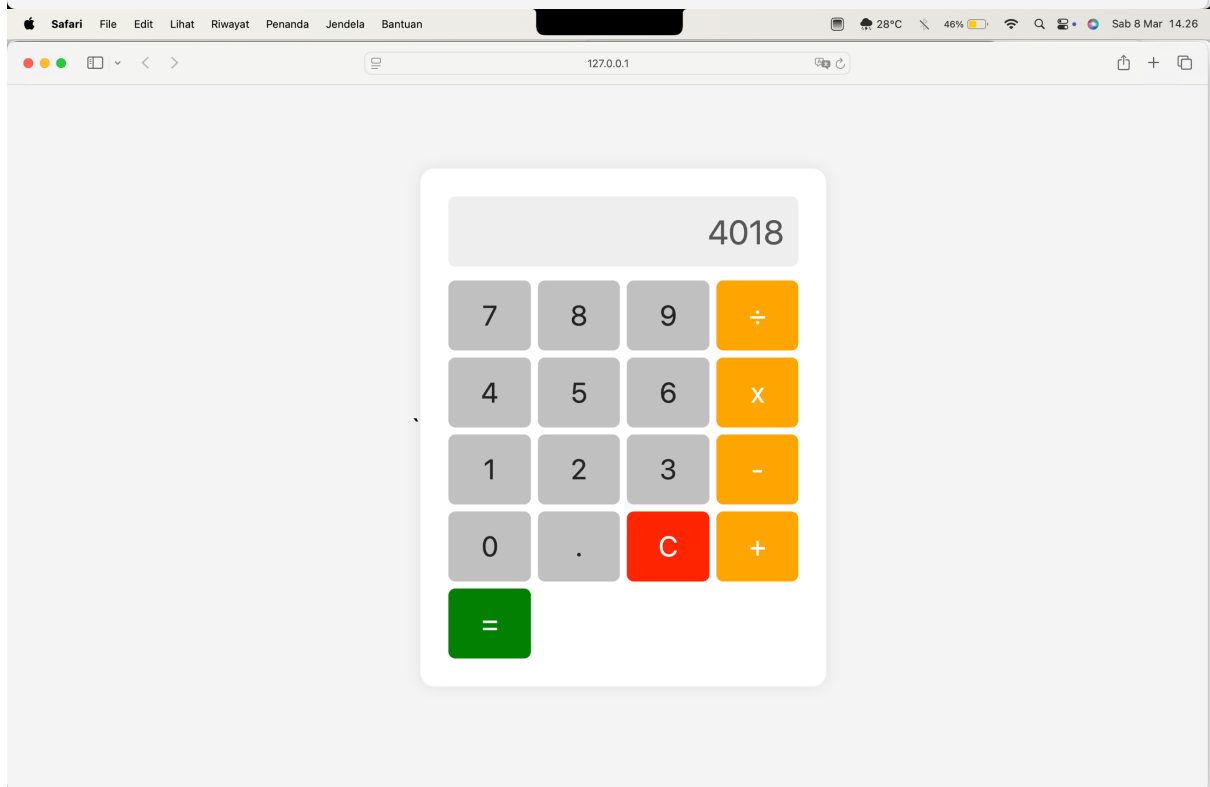 Safari File Edit Lihat Riwayat Penanda Jendela Bantuan 28°C 46% Sab 8 Mar 14.26
127.0.0.1
4018
7 8 9 ÷
4 5 6 x
`
1 2 3 -
0 . C +
=